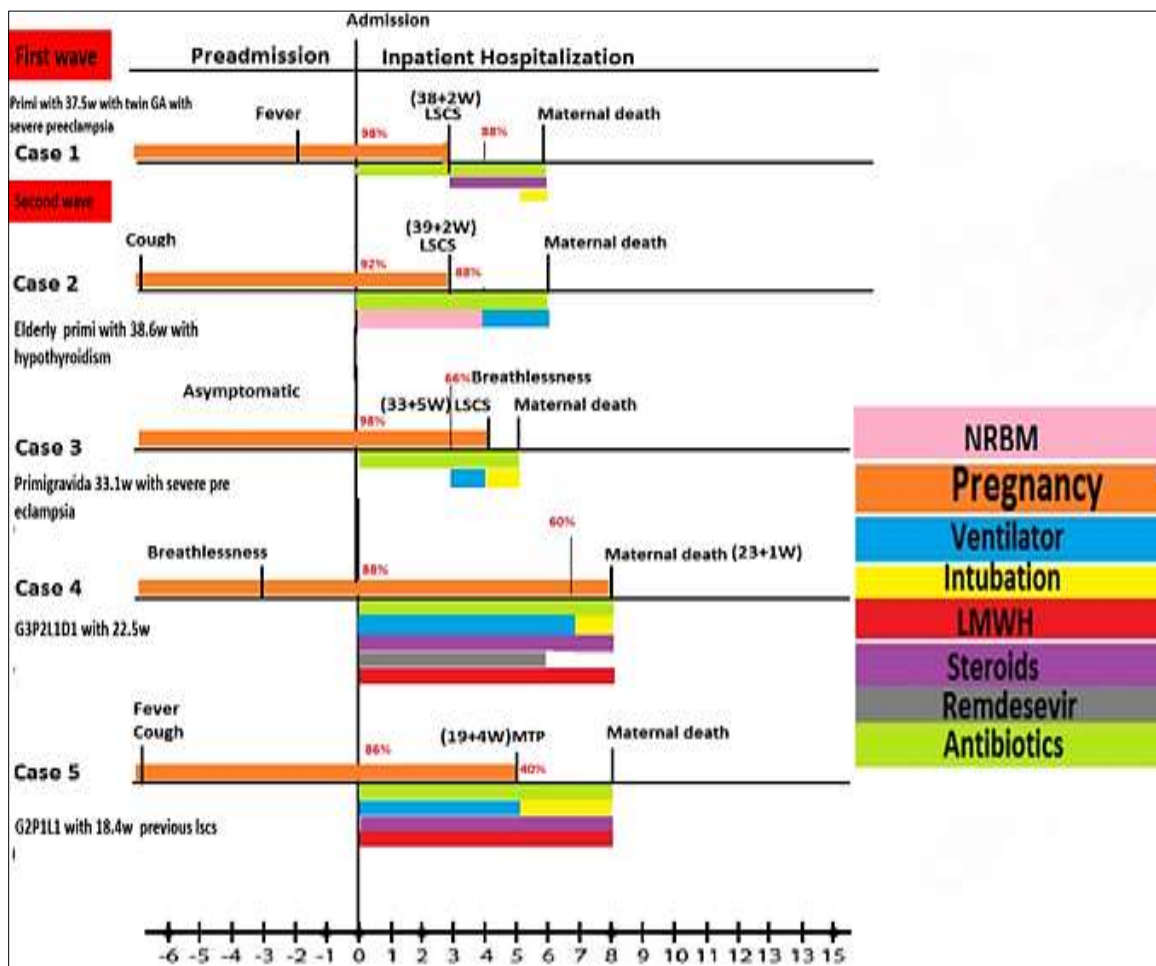 Admission
First wave
Preadmission
Inpatient Hospitalization
Primi with 37.5w with twin GA with
severe preeclampsia
Fever
(38+2W)
LSCS
Maternal death
98%
88%
Case 1
Second wave
Cough
(39+2W)
LSCS
Maternal death
92%
88%
Case 2
Elderly primi with 38.6w with
hypothyroidism
Asymptomatic
66%
Breathlessness
(33+5W) LSCS
Maternal death
98%
Case 3
Primigravida 33.1w with severe pre
eclampsia
Breathlessness
60%
Maternal death (23+1W)
88%
Case 4
G3P2L1D1 with 22.5w
Fever
Cough
(19+4W)MTP
Maternal death
86%
40%
Case 5
G2P1L1 with 18.4w previous lscs
NRBM
Pregnancy
Ventilator
Intubation
LMWH
Steroids
Remdesevir
Antibiotics
-6 -5 -4 -3 -2 -1 0 1 2 3 4 5 6 7 8 9 10 11 12 13 14 15